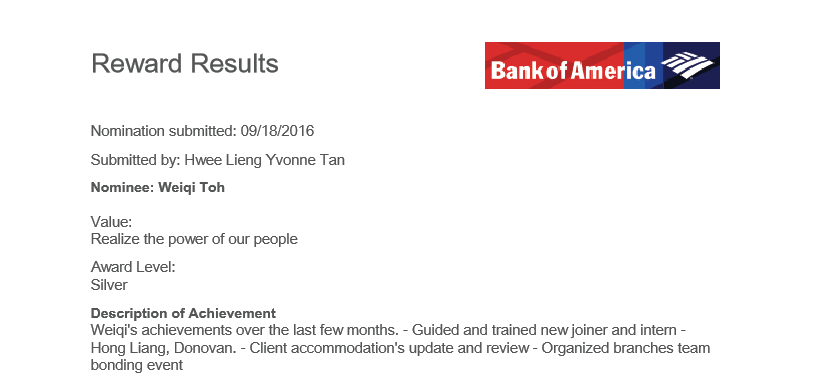 Reward Results
Bank of America
Nomination submitted: 09/18/2016
Submitted by: Hwee Lieng Yvonne Tan
Nominee: Weiqi Toh
Value:
Realize the power of our people
Award Level:
Silver
Description of Achievement
Weiqi's achievements over the last few months. - Guided and trained new joiner and intern -
Hong Liang, Donovan. - Client accommodation's update and review - Organized branches team
bonding event